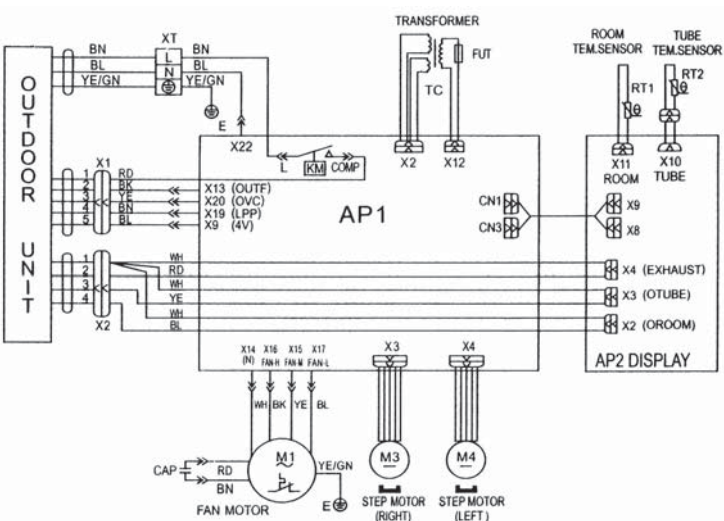 TRANSFORMER
ROOM
TEM.SENSOR
TUBE
TEM.SENSOR
XT
BN
L
BN
BL
N
BL
YE/GN
YE/GN
E
FUT
TC
RT1
θ
RT2
θ
OUTDOOR UNIT
X22
L
KM
COMP
X2
X12
X11
ROOM
X10
TUBE
X1
1
RD
2
BK
X13 (OUTF)
3
YE
X20 (OVC)
4
BN
X19 (LPP)
5
BL
X9 (4V)
AP1
CN1
X9
CN3
X8
1
WH
X4 (EXHAUST)
2
RD
3
WH
X3 (OTUBE)
YE
4
WH
X2 (OROOM)
BL
X2
AP2 DISPLAY
X14
(N)
X16
FAN-H
X15
FAN-M
X17
FAN-L
X3
X4
WH
BK
YE
BL
M1
M3
M4
CAP
RD
BN
YE/GN
E
FAN MOTOR
STEP MOTOR
(RIGHT)
STEP MOTOR
(LEFT)